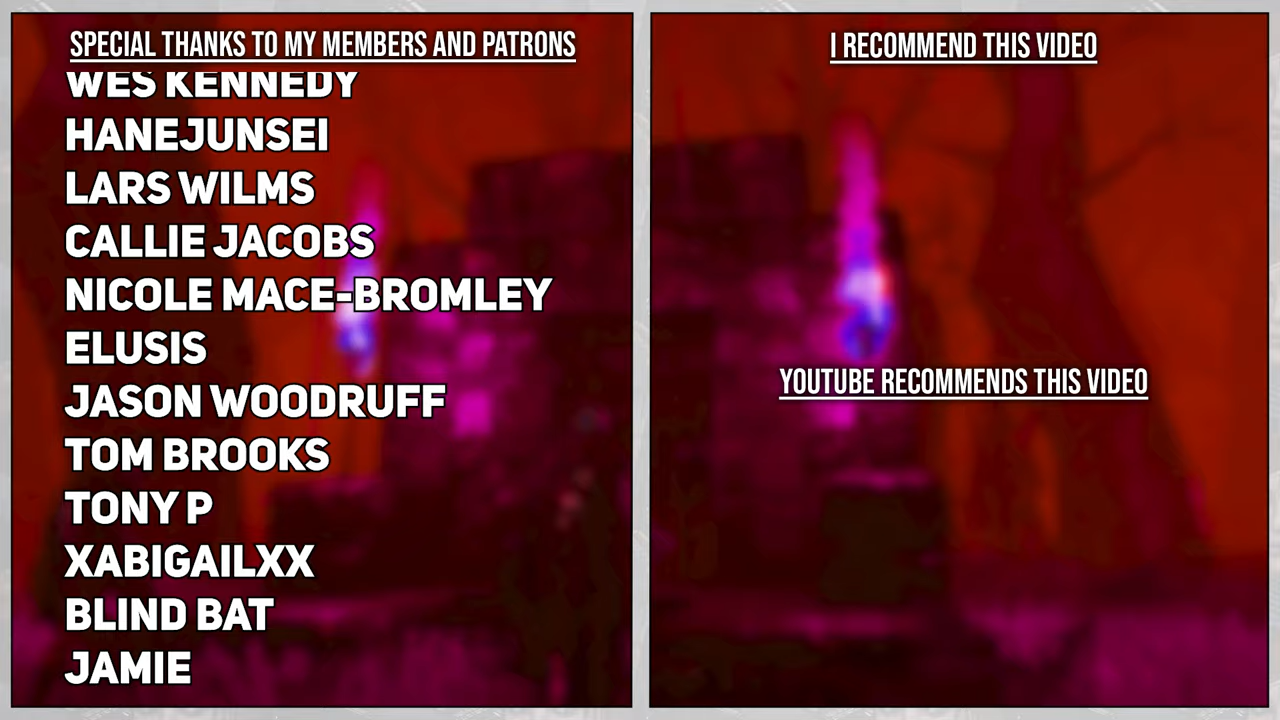 SPECIAL THANKS TO MY MEMBERS AND PATRONS
WES KENNEDY
HANEJUNSEI
LARS WILMS
CALLIE JACOBS
NICOLE MACE-BROMLEY
ELUSIS
JASON WOODRUFF
TOM BROOKS
TONY P
XABIGAILXX
BLIND BAT
JAMIE
I RECOMMEND THIS VIDEO
YOUTUBE RECOMMENDS THIS VIDEO